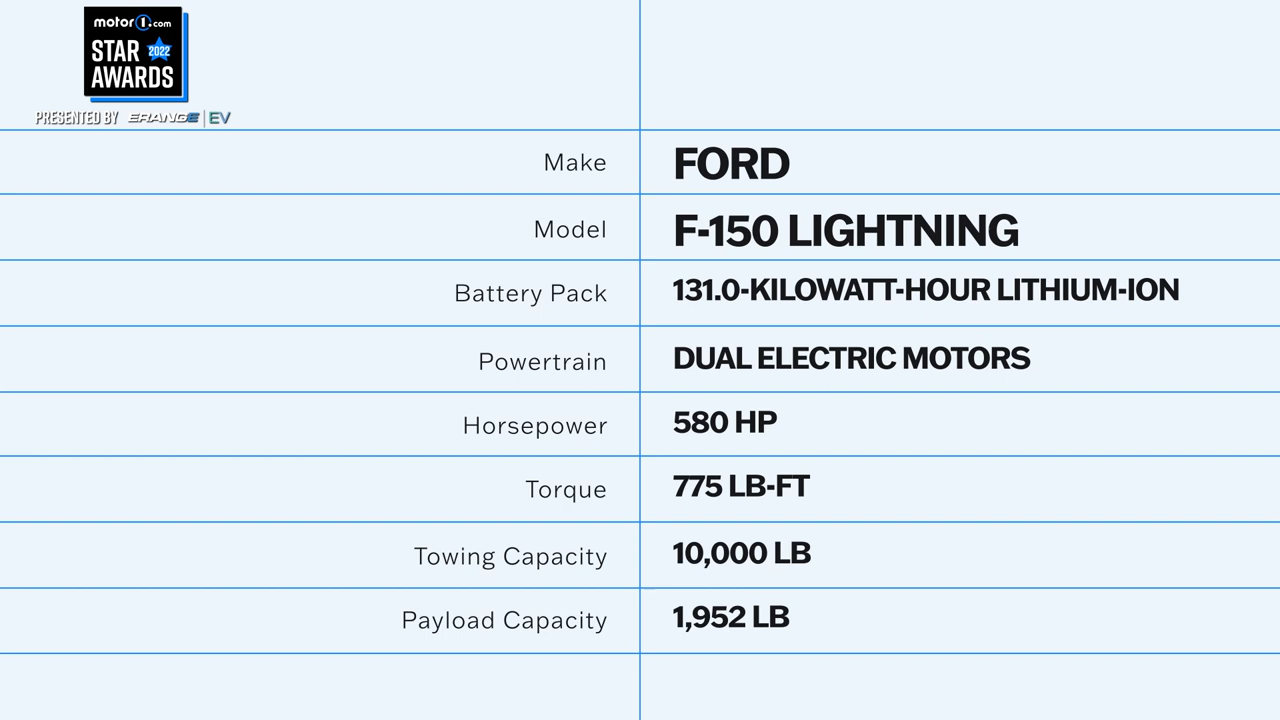 motor1.com
STAR 2022
AWARDS
PRESENTED BY ERANGE | EV
Make FORD
Model F-150 LIGHTNING
Battery Pack 131.0-KILOWATT-HOUR LITHIUM-ION
Powertrain DUAL ELECTRIC MOTORS
Horsepower 580 HP
Torque 775 LB-FT
Towing Capacity 10,000 LB
Payload Capacity 1,952 LB